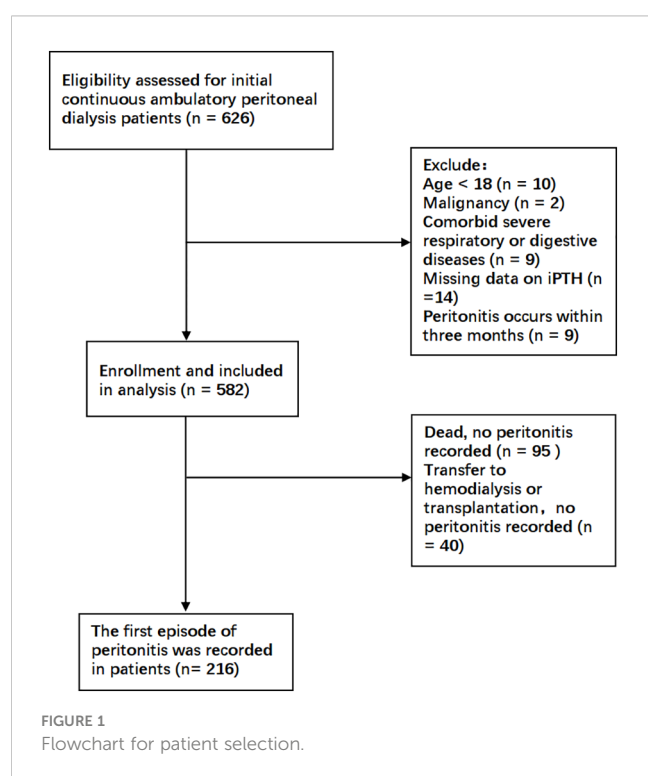 Eligibility assessed for initial
continuous ambulatory peritoneal
dialysis patients (n = 626)
Exclude：
Age < 18 (n = 10)
Malignancy (n = 2)
Comorbid severe
respiratory or digestive
diseases (n = 9)
Missing data on iPTH (n
=14)
Peritonitis occurs within
three months (n = 9)
Enrollment and included
in analysis (n = 582)
Dead, no peritonitis
recorded (n = 95 )
Transfer to
hemodialysis or
transplantation，no
peritonitis recorded (n
= 40)
The first episode of
peritonitis was recorded
in patients (n= 216)
FIGURE 1
Flowchart for patient selection.